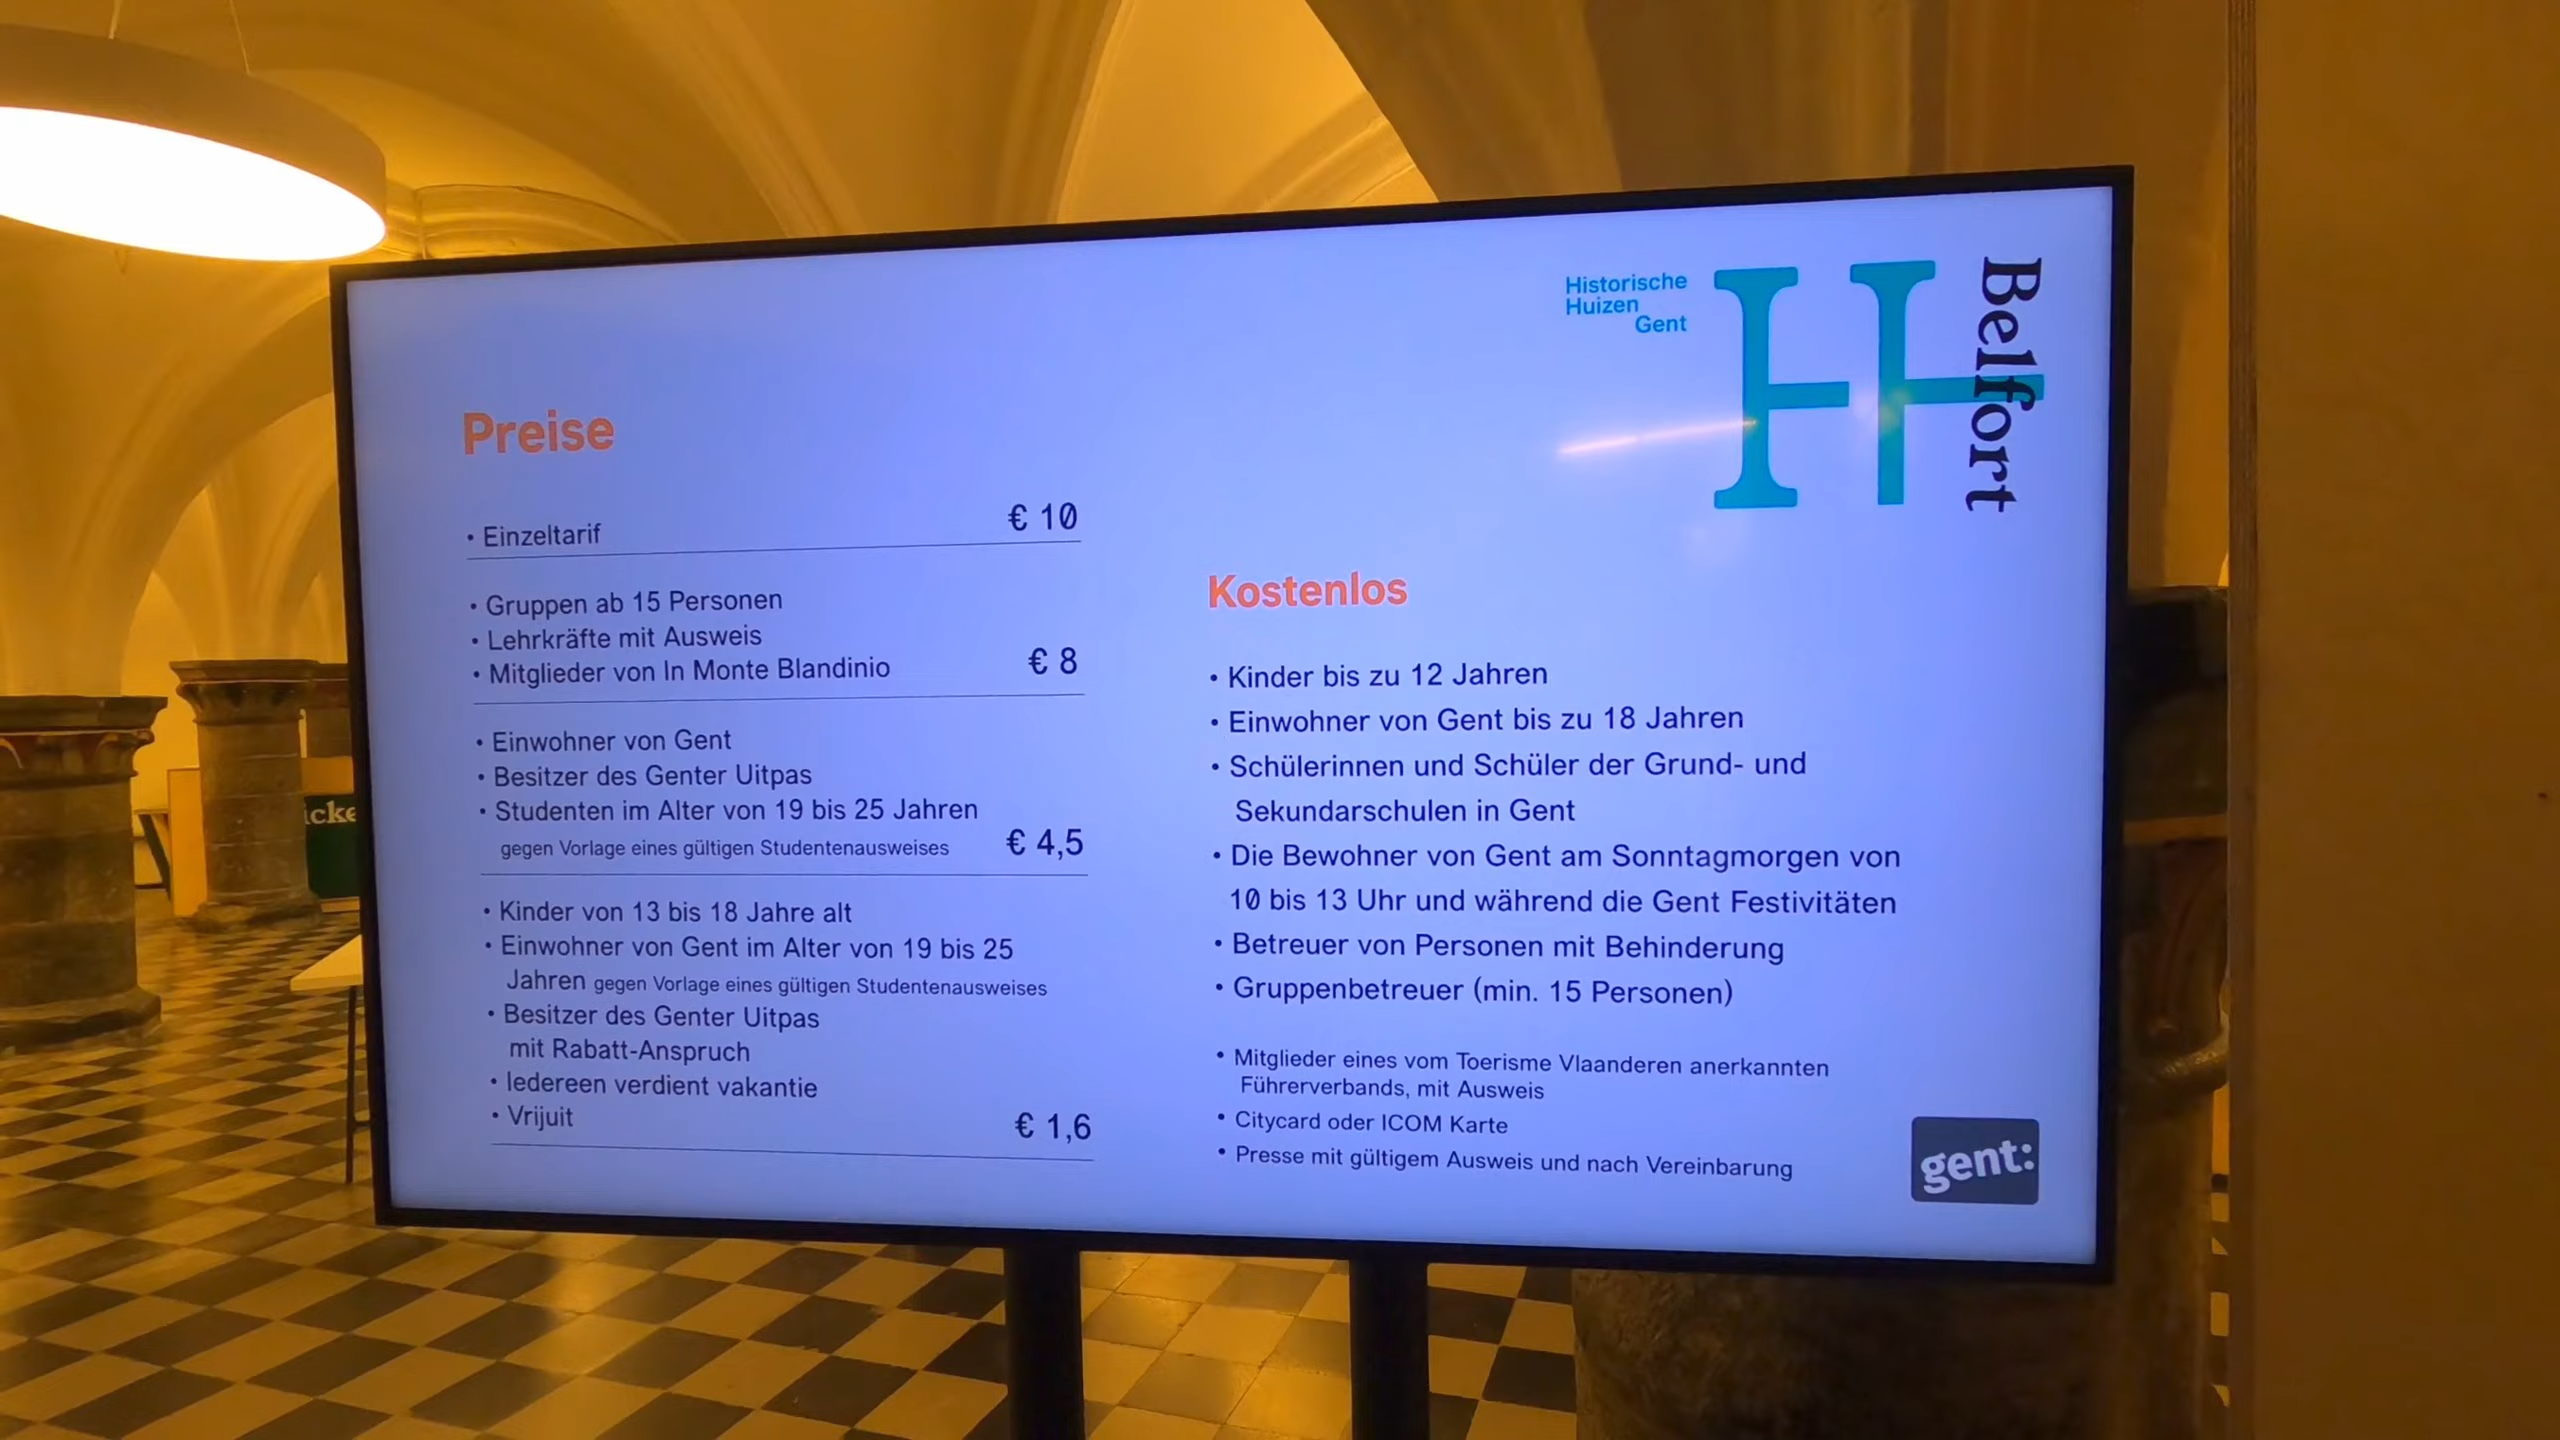 Historische
Huizen
Gent
Belfort
Preise
• Einzeltarif € 10
• Gruppen ab 15 Personen
• Lehrkräfte mit Ausweis
• Mitglieder von In Monte Blandinio € 8
• Einwohner von Gent
• Besitzer des Genter Uitpas
• Studenten im Alter von 19 bis 25 Jahren
gegen Vorlage eines gültigen Studentenausweises € 4,5
• Kinder von 13 bis 18 Jahre alt
• Einwohner von Gent im Alter von 19 bis 25
Jahren gegen Vorlage eines gültigen Studentenausweises
• Besitzer des Genter Uitpas
mit Rabatt-Anspruch
• Iedereen verdient vakantie
• Vrijuit € 1,6
Kostenlos
• Kinder bis zu 12 Jahren
• Einwohner von Gent bis zu 18 Jahren
• Schülerinnen und Schüler der Grund- und
Sekundarschulen in Gent
• Die Bewohner von Gent am Sonntagmorgen von
10 bis 13 Uhr und während die Gent Festivitäten
• Betreuer von Personen mit Behinderung
• Gruppenbetreuer (min. 15 Personen)
• Mitglieder eines vom Toerisme Vlaanderen anerkannten
Führerverbands, mit Ausweis
• Citycard oder ICOM Karte
• Presse mit gültigem Ausweis und nach Vereinbarung
gent:
icke